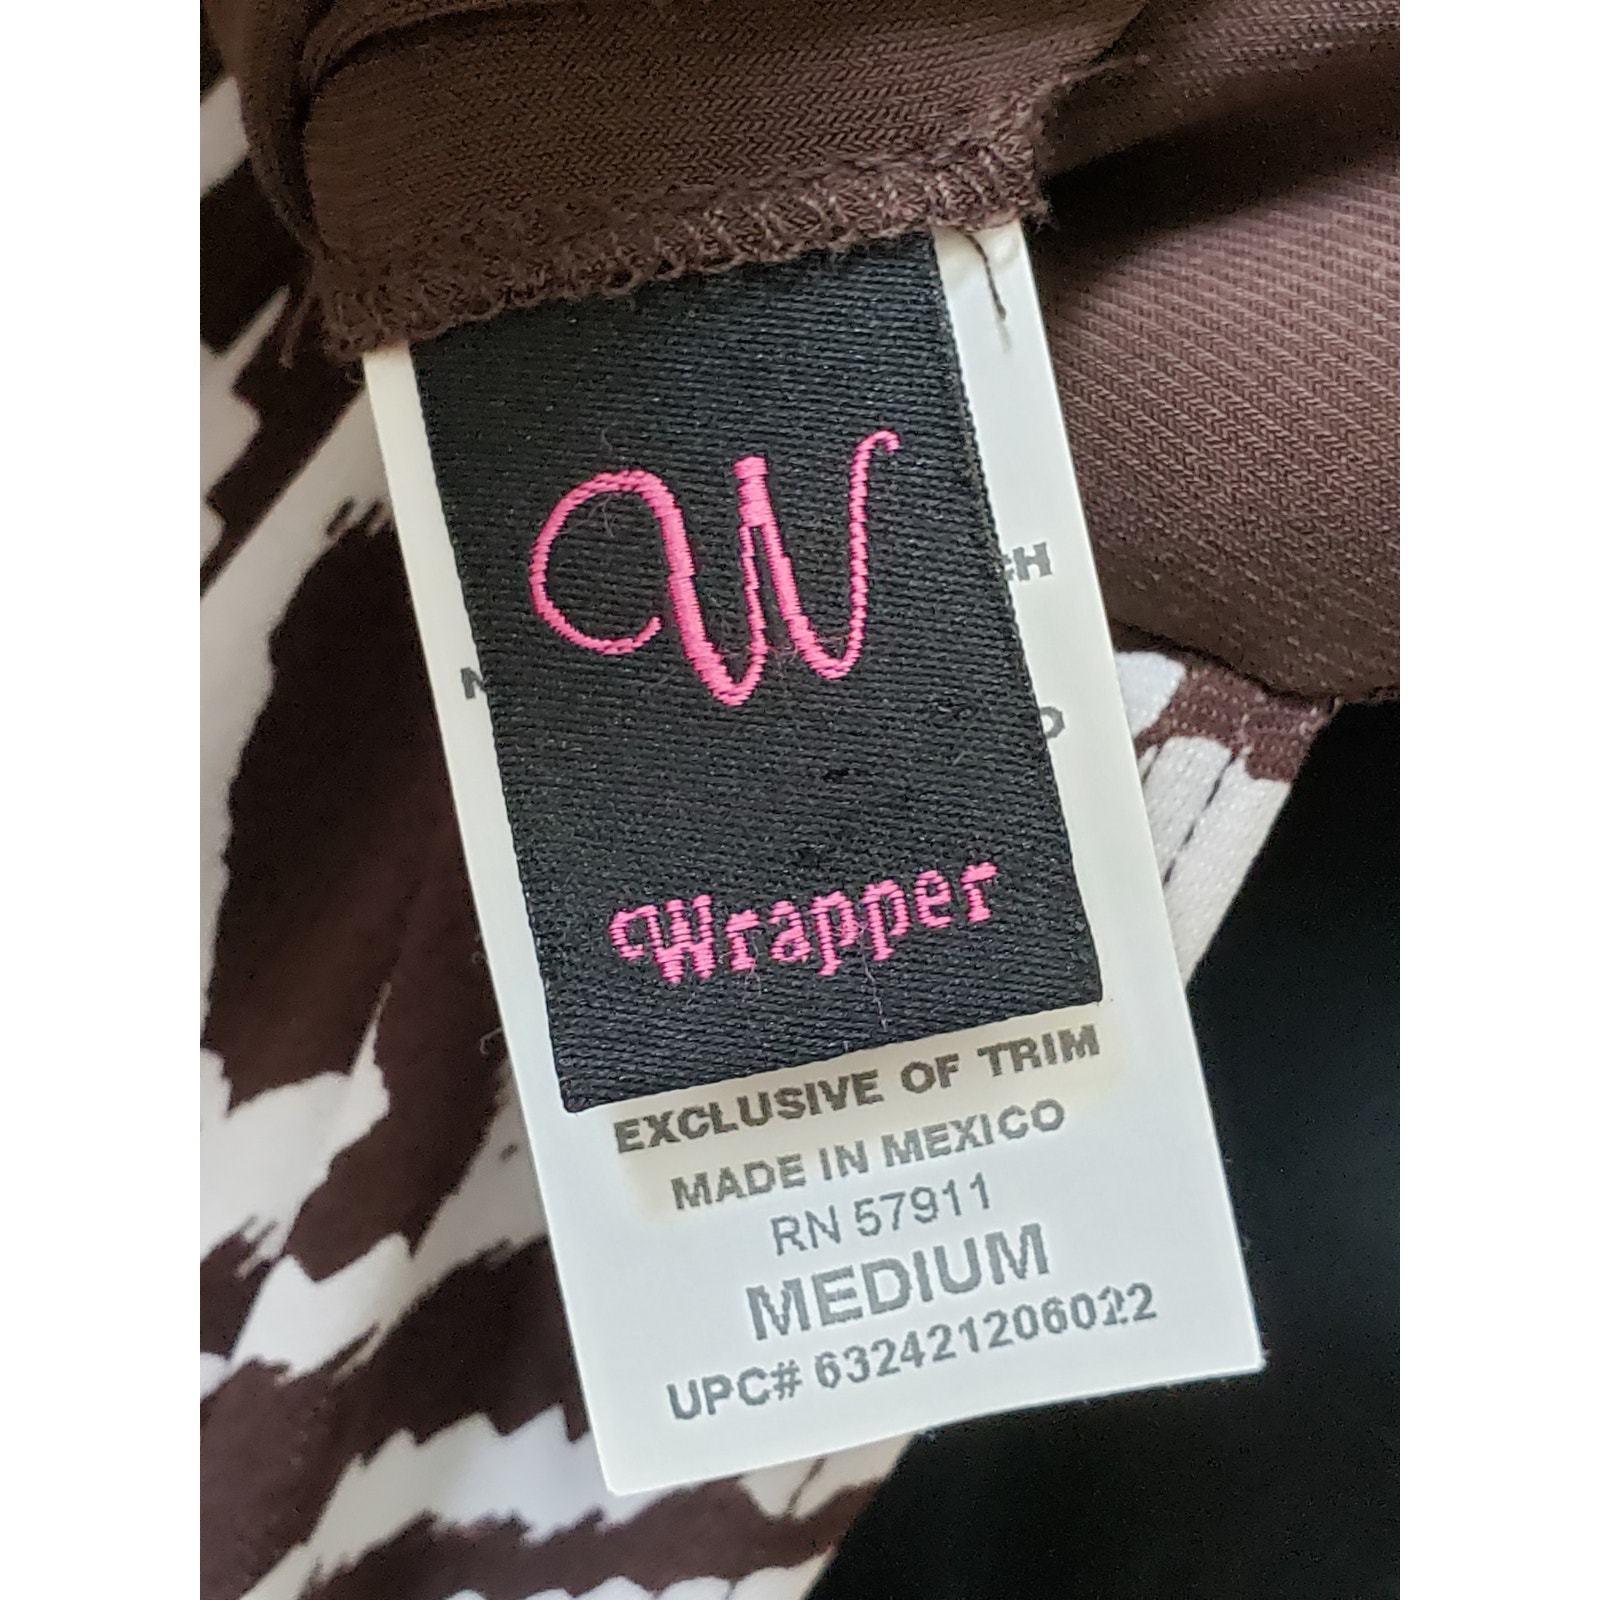 W
Wrapper
EXCLUSIVE OF TRIM
MADE IN MEXICO
RN 57911
MEDIUM
UPC# 632421206022